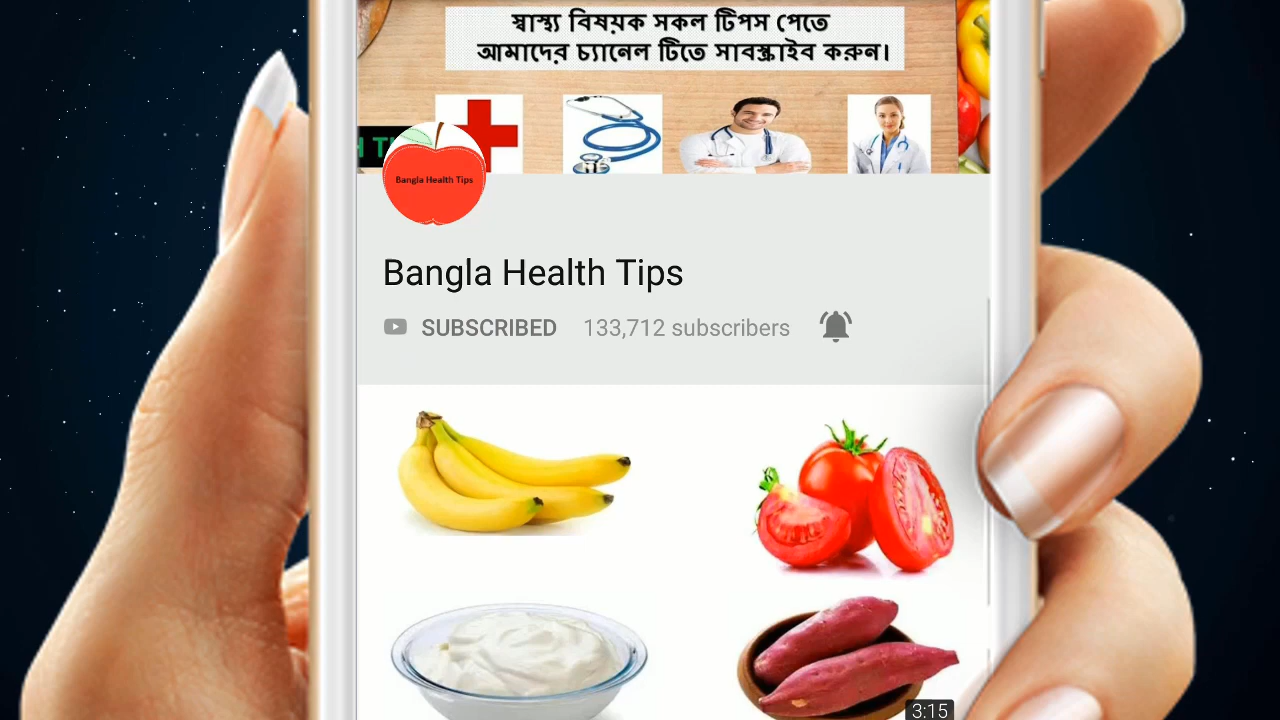 স্বাস্থ্য বিষয়ক সকল টিপস পেতে
আমাদের চ্যানেল টিতে সাবস্ক্রাইব করুন।
H T
Bangla Health Tips
Bangla Health Tips
SUBSCRIBED 133,712 subscribers
3:15